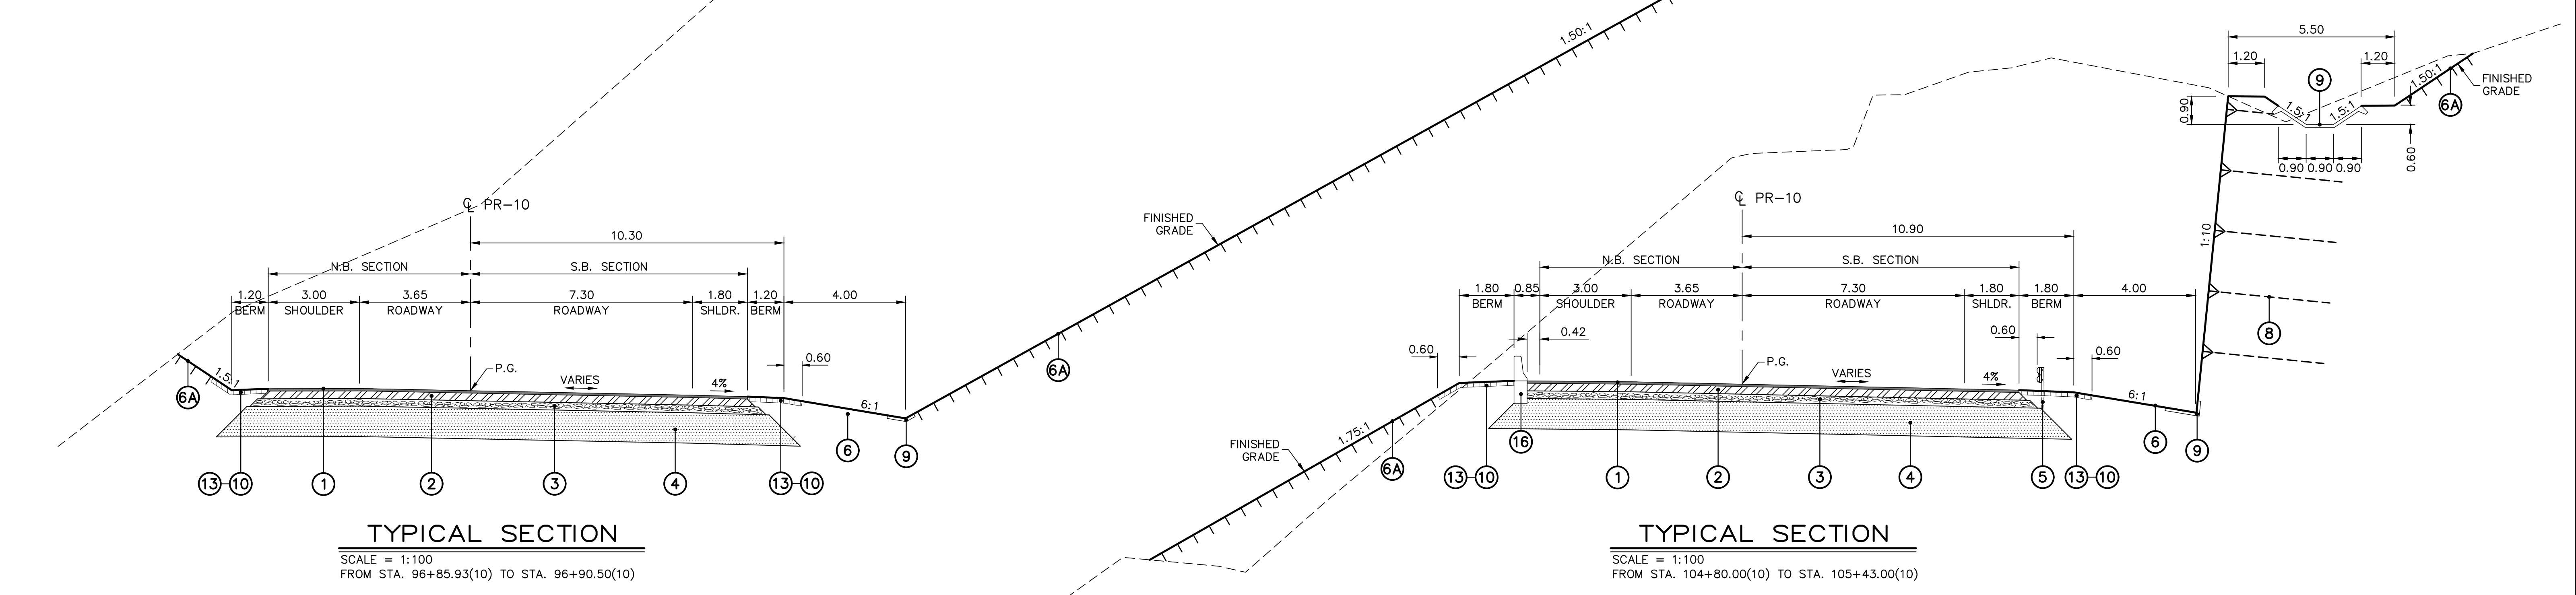 ℄ PR-10
10.30
N.B. SECTION S.B. SECTION
1.20 3.00 3.65 7.30 1.80 1.20 4.00
BERM SHOULDER ROADWAY ROADWAY SHLDR. BERM
0.60
P.G.
VARIES 4%
1.5:1
6A
6:1
FINISHED
GRADE
1.50:1
6A
6
9
13 10 1 2 3 4 13 10
TYPICAL SECTION
SCALE = 1:100
FROM STA. 96+85.93(10) TO STA. 96+90.50(10)
5.50
1.20 1.20
9
1.50:1
FINISHED
GRADE
6A
0.90
1.5:1 1.5:1
0.60
0.90 0.90 0.90
℄ PR-10
10.90
1:10
N.B. SECTION S.B. SECTION
1.80 0.85 3.00 3.65 7.30 1.80 1.80 4.00
BERM SHOULDER ROADWAY ROADWAY SHLDR. BERM
8
0.42
0.60
0.60
0.60
P.G.
VARIES 4%
6:1
1.75:1
FINISHED
GRADE
6A
16
6
9
13 10 1 2 3 4 5 13 10
TYPICAL SECTION
SCALE = 1:100
FROM STA. 104+80.00(10) TO STA. 105+43.00(10)